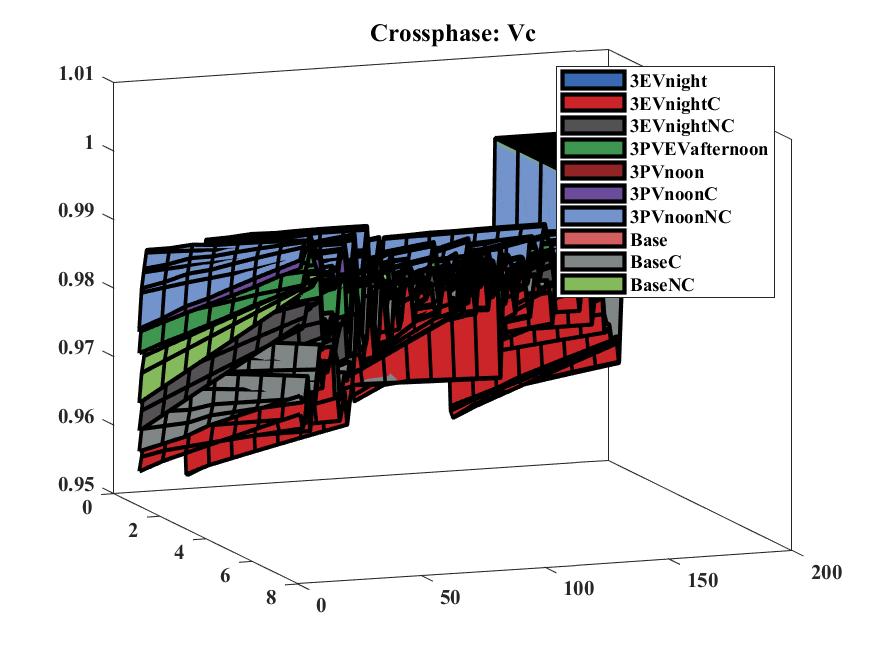 Crossphase: Vc
1.01
1
0.99
0.98
0.97
0.96
0.95
3EVnight
3EVnightC
3EVnightNC
3PVEVafternoon
3PVnoon
3PVnoonC
3PVnoonNC
Base
BaseC
BaseNC
0
2
4
6
8
0
50
100
150
200